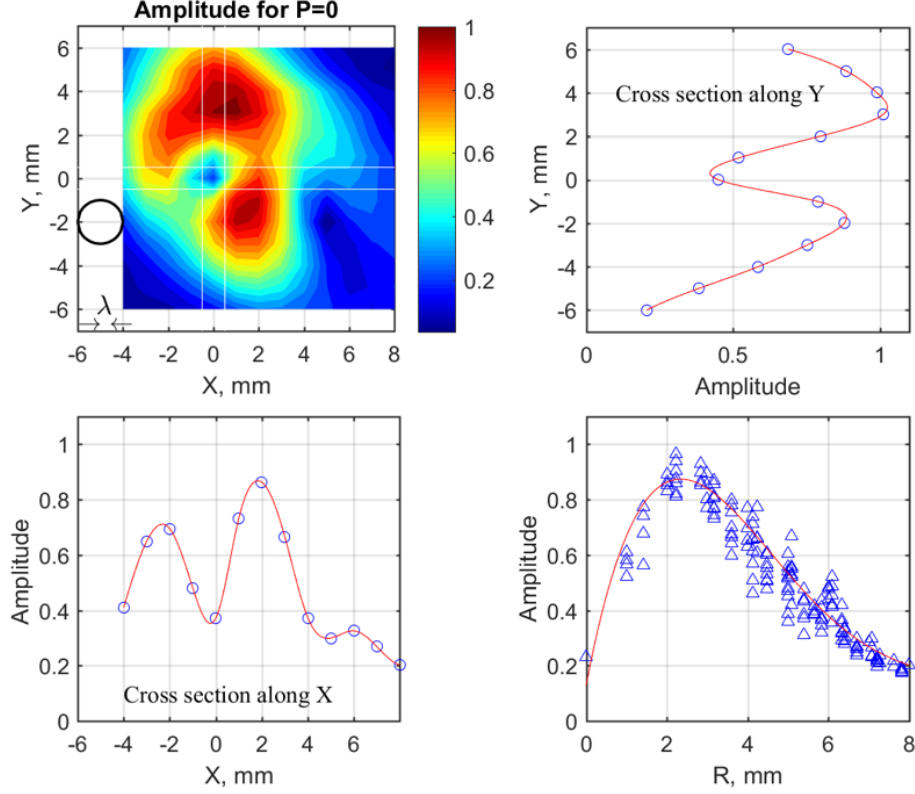 Amplitude for P=0
6
4
2
0
-2
-4
-6
Y, mm
λ
-6 -4 -2 0 2 4 6 8
X, mm
1
0.8
0.6
0.4
0.2
6
4
2
0
-2
-4
-6
Y, mm
Cross section along Y
0 0.5 1
Amplitude
1
0.8
0.6
0.4
0.2
0
Amplitude
Cross section along X
-6 -4 -2 0 2 4 6
X, mm
1
0.8
0.6
0.4
0.2
0
Amplitude
0 2 4 6 8
R, mm